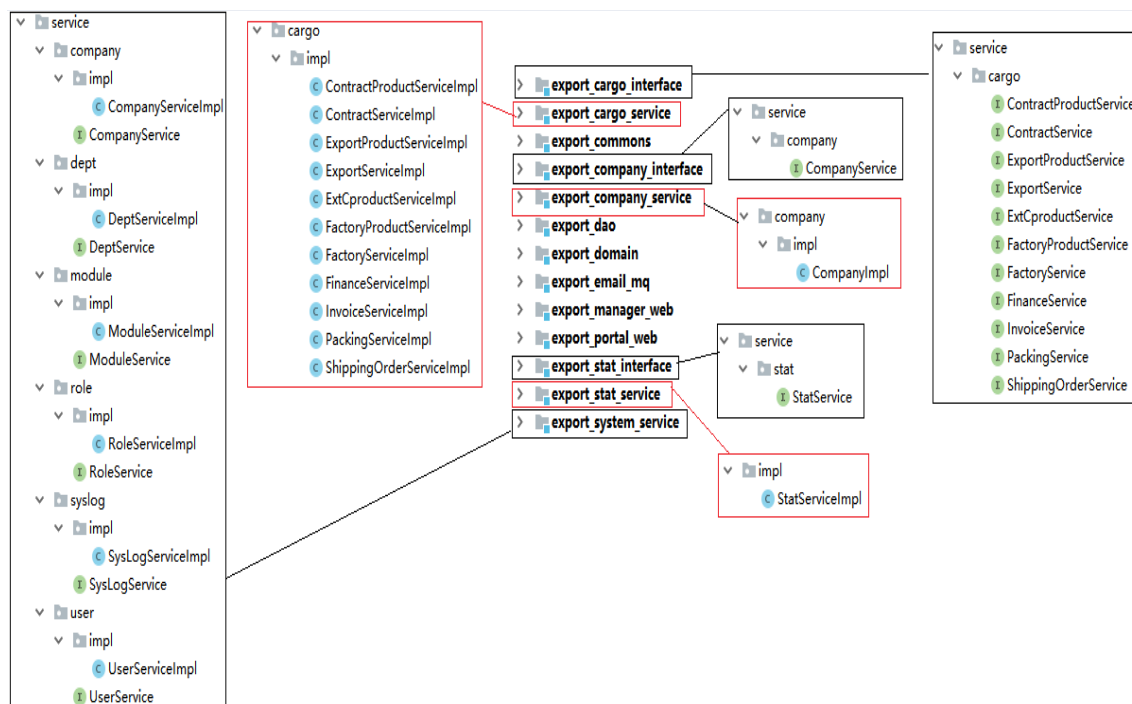 service
company
impl
CompanyServiceImpl
CompanyService
dept
impl
DeptServiceImpl
DeptService
module
impl
ModuleServiceImpl
ModuleService
role
impl
RoleServiceImpl
RoleService
syslog
impl
SysLogServiceImpl
SysLogService
user
impl
UserServiceImpl
UserService
cargo
impl
ContractProductServiceImpl
ContractServiceImpl
ExportProductServiceImpl
ExportServiceImpl
ExtCproductServiceImpl
FactoryProductServiceImpl
FactoryServiceImpl
FinanceServiceImpl
InvoiceServiceImpl
PackingServiceImpl
ShippingOrderServiceImpl
export_cargo_interface
export_cargo_service
export_commons
export_company_interface
export_company_service
export_dao
export_domain
export_email_mq
export_manager_web
export_portal_web
export_stat_interface
export_stat_service
export_system_service
service
company
CompanyService
company
impl
CompanyImpl
service
stat
StatService
impl
StatServiceImpl
service
cargo
ContractProductService
ContractService
ExportProductService
ExportService
ExtCproductService
FactoryProductService
FactoryService
FinanceService
InvoiceService
PackingService
ShippingOrderService